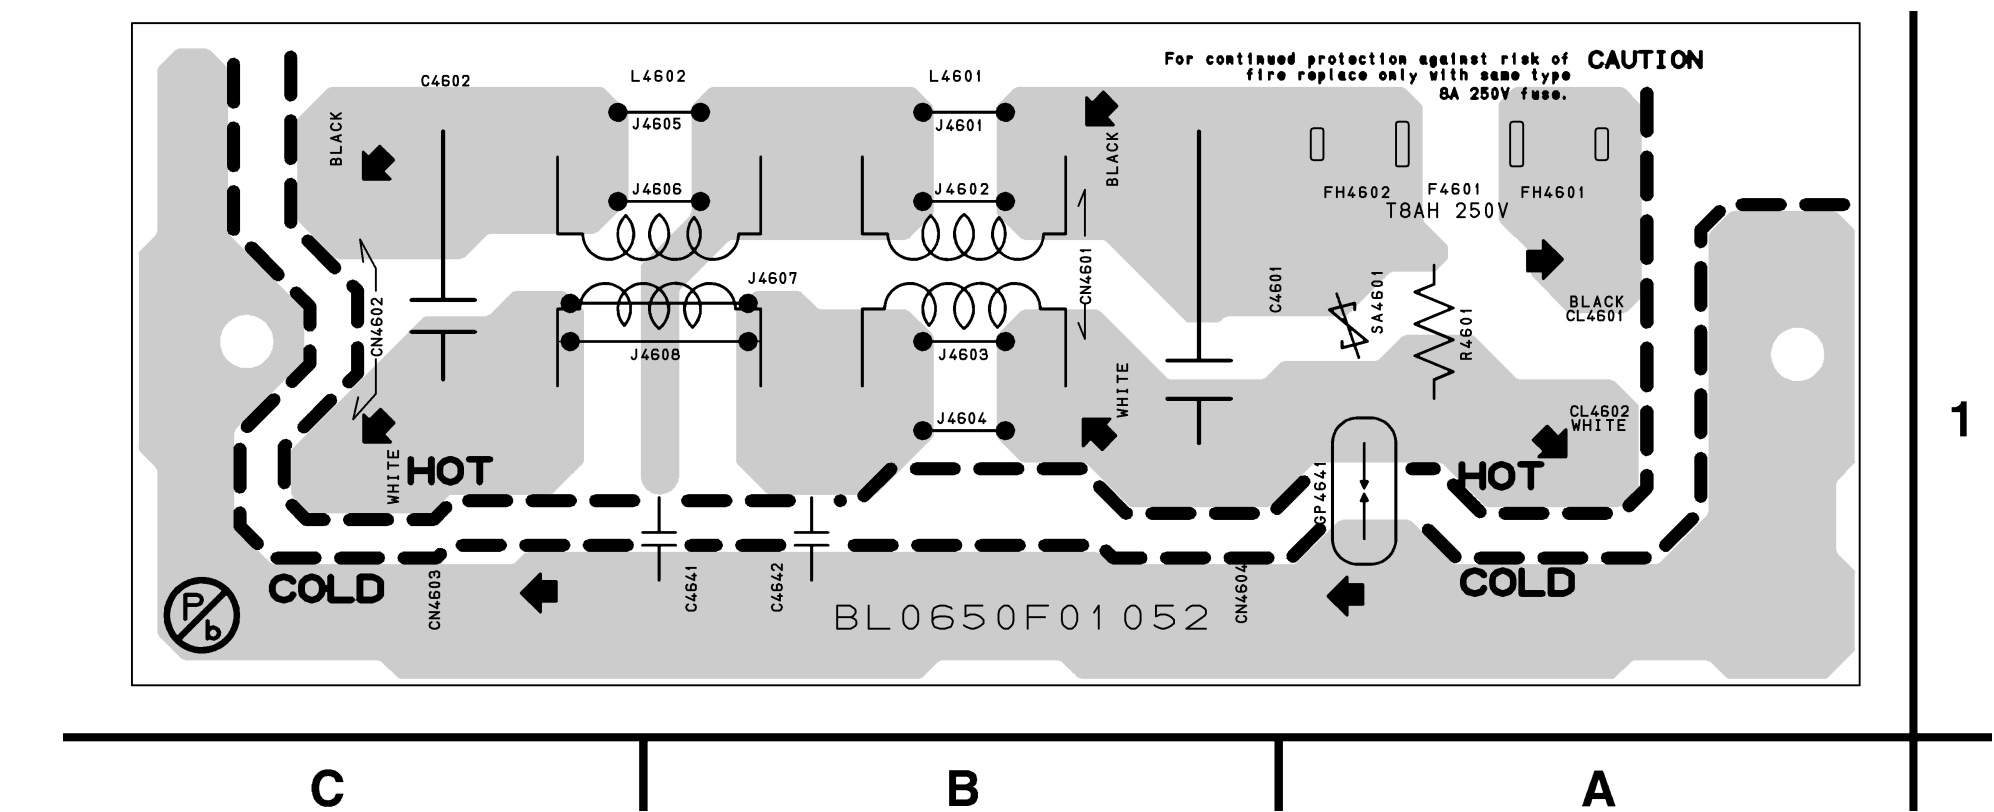 For continued protection against risk of
fire replace only with same type
8A 250V fuse.
CAUTION
C4602
L4602
L4601
J4605
J4601
BLACK
BLACK
J4606
J4602
FH4602
F4601
FH4601
T8AH 250V
J4607
CN4601
C4601
SA4601
BLACK
CL4601
CN4602
J4608
J4603
R4601
WHITE
J4604
CL4602
WHITE
1
WHITE
HOT
GP4641
HOT
COLD
CN4603
C4641
C4642
CN4604
COLD
Pb
BL0650F01052
C
B
A